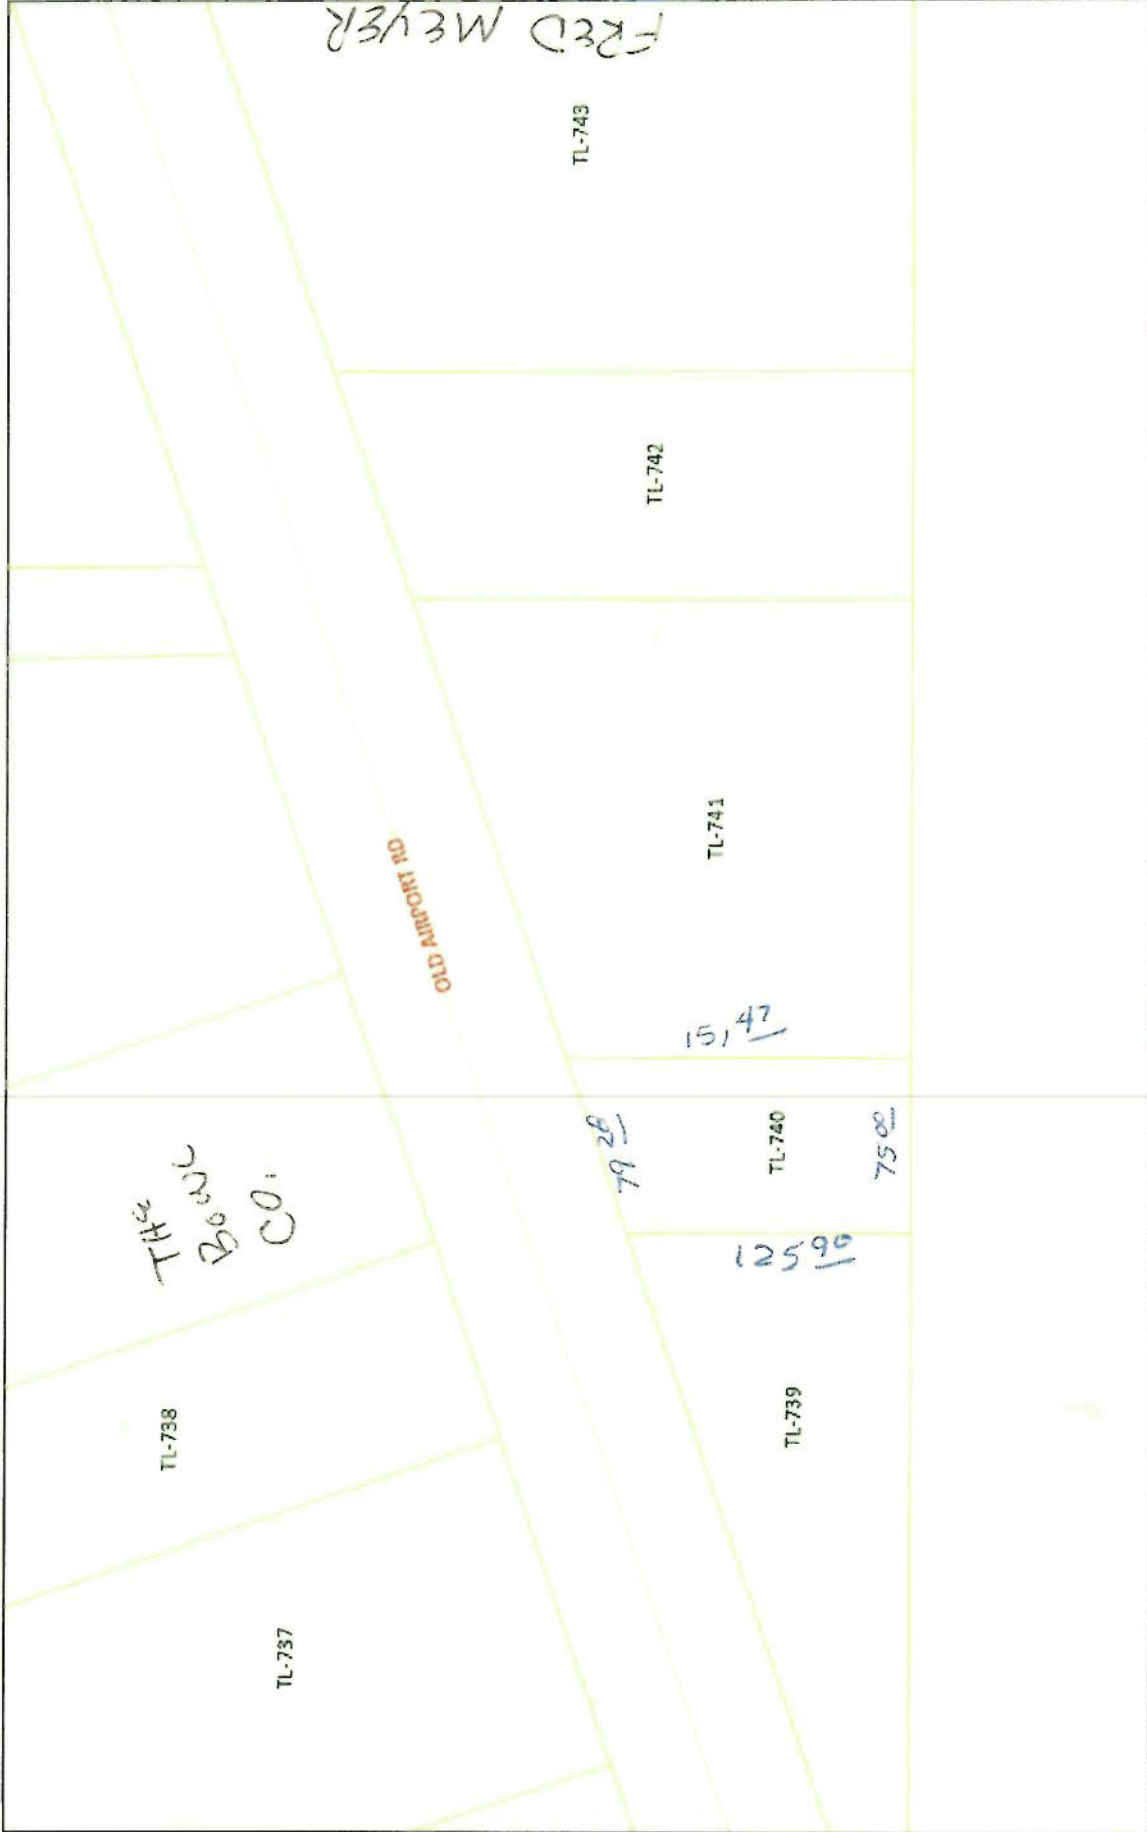 FRED MEYER
TL-743
TL-742
TL-741
OLD AIRPORT RD
15,47
79 28
TL-740
75 00
125 90
THE
BOWL
CO.
TL-738
TL-739
TL-737